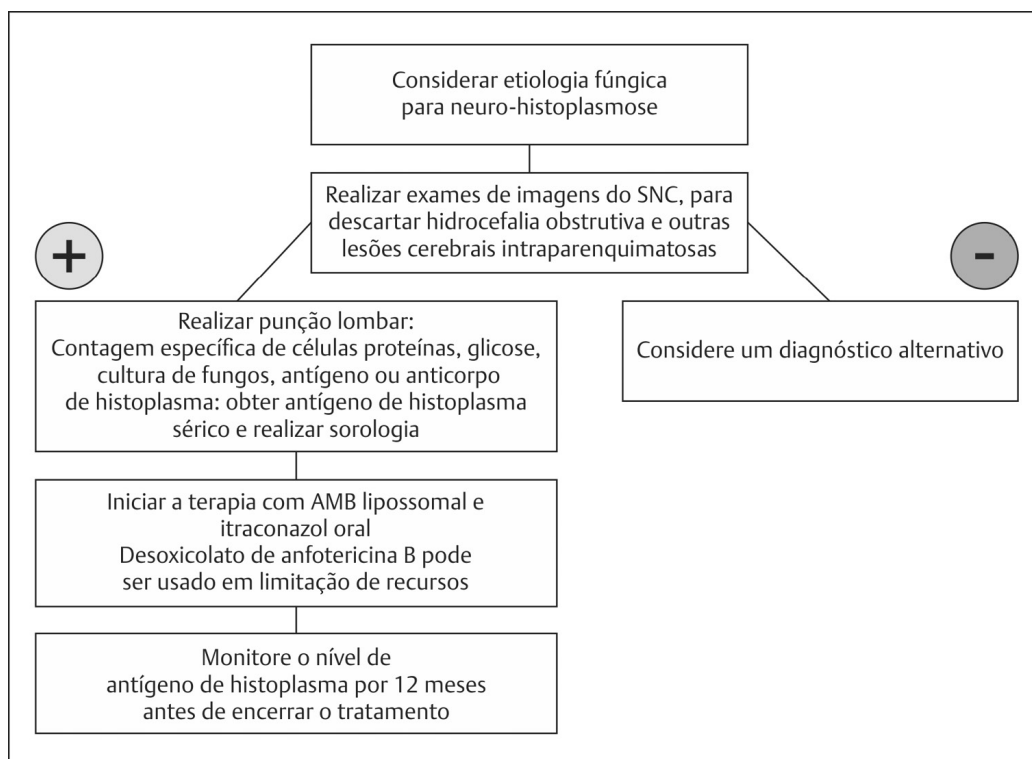 Considerar etiologia fúngica
para neuro-histoplasmose
Realizar exames de imagens do SNC, para
descartar hidrocefalia obstrutiva e outras
lesões cerebrais intraparenquimatosas
+
-
Realizar punção lombar:
Contagem específica de células proteínas, glicose,
cultura de fungos, antígeno ou anticorpo
de histoplasma: obter antígeno de histoplasma
sérico e realizar sorologia
Considere um diagnóstico alternativo
Iniciar a terapia com AMB lipossomal e
itraconazol oral
Desoxicolato de anfotericina B pode
ser usado em limitação de recursos
Monitore o nível de
antígeno de histoplasma por 12 meses
antes de encerrar o tratamento